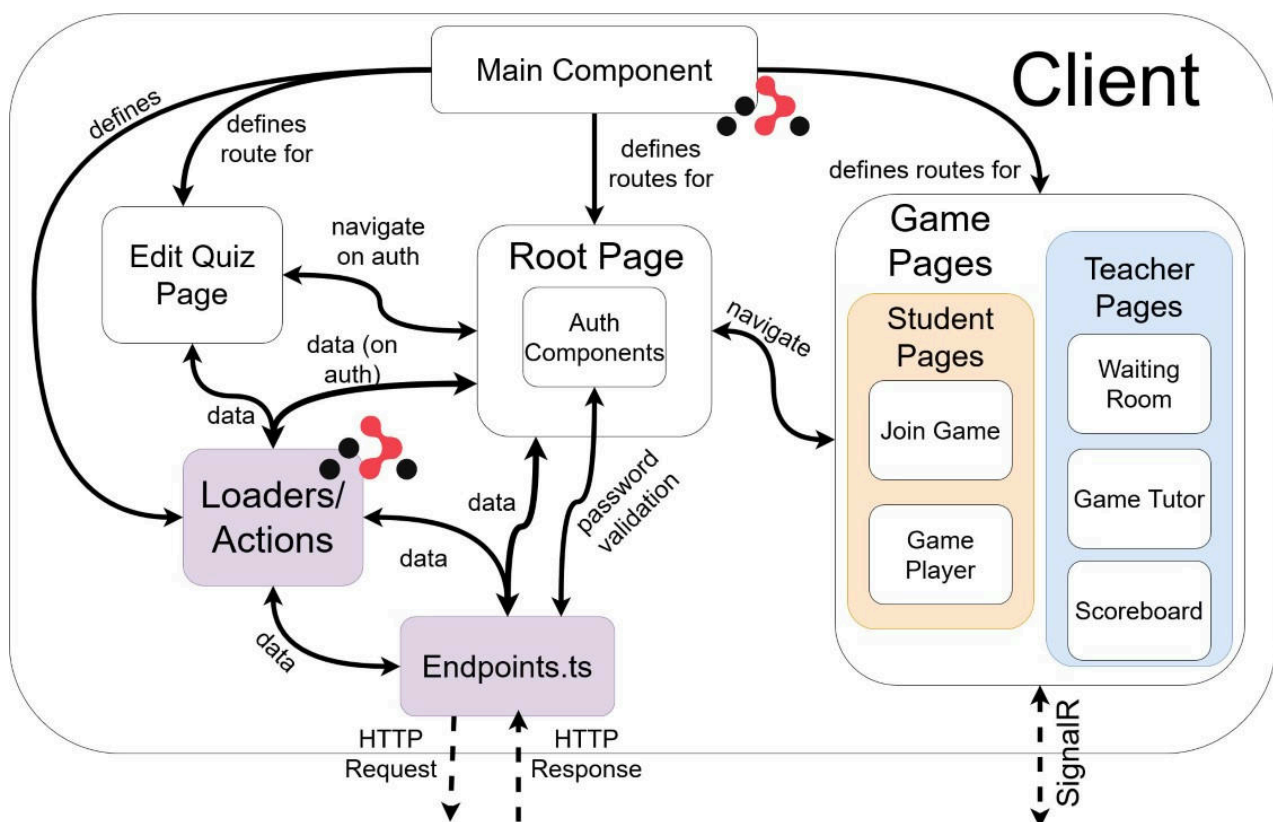 Main Component
Client
defines
defines
route for
defines
routes for
defines routes for
Edit Quiz
Page
navigate
on auth
Root Page
Auth
Components
navigate
Game
Pages
Student
Pages
Join Game
Game
Player
Teacher
Pages
Waiting
Room
Game Tutor
Scoreboard
data (on
auth)
data
Loaders/
Actions
data
data
password
validation
data
Endpoints.ts
HTTP
Request
HTTP
Response
SignalR